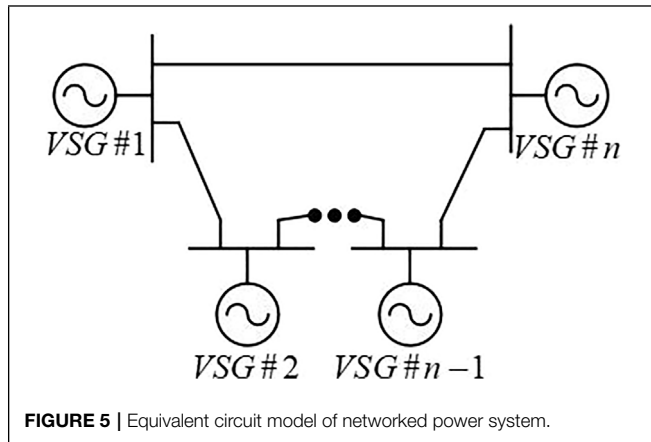 VSG#1
VSG#n
VSG#2
VSG#n−1
FIGURE 5 | Equivalent circuit model of networked power system.